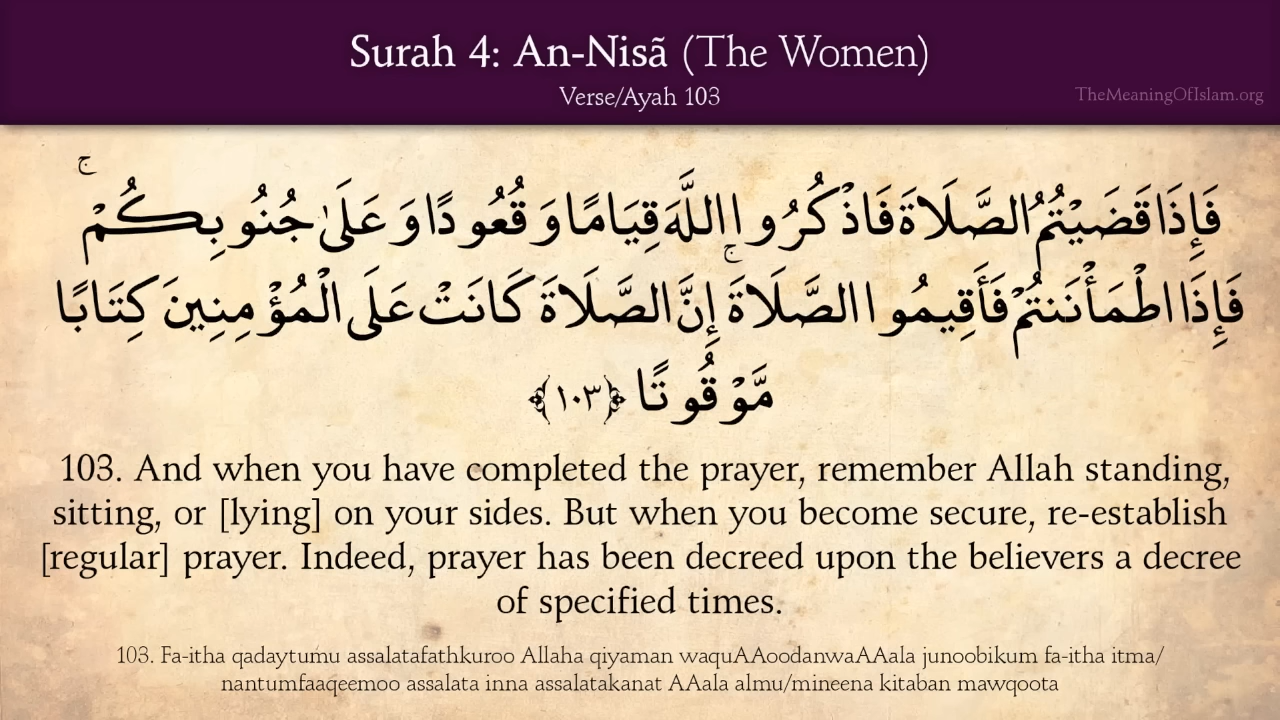 Surah 4: An-Nisã (The Women)
Verse/Ayah 103
TheMeaningOfIslam.org
فَإِذَا قَضَيْتُمُ الصَّلَاةَ فَاذْكُرُوا اللَّهَ قِيَامًا وَقُعُودًا وَعَلَىٰ جُنُوبِكُمْ ۚ
فَإِذَا اطْمَأْنَنتُمْ فَأَقِيمُوا الصَّلَاةَ ۚ إِنَّ الصَّلَاةَ كَانَتْ عَلَى الْمُؤْمِنِينَ كِتَابًا
مَّوْقُوتًا ﴿١٠٣﴾
103. And when you have completed the prayer, remember Allah standing,
sitting, or [lying] on your sides. But when you become secure, re-establish
[regular] prayer. Indeed, prayer has been decreed upon the believers a decree
of specified times.
103. Fa-itha qadaytumu assalatafathkuroo Allaha qiyaman waquAAoodanwaAAala junoobikum fa-itha itma/
nantumfaaqeemoo assalata inna assalatakanat AAala almu/mineena kitaban mawqoota